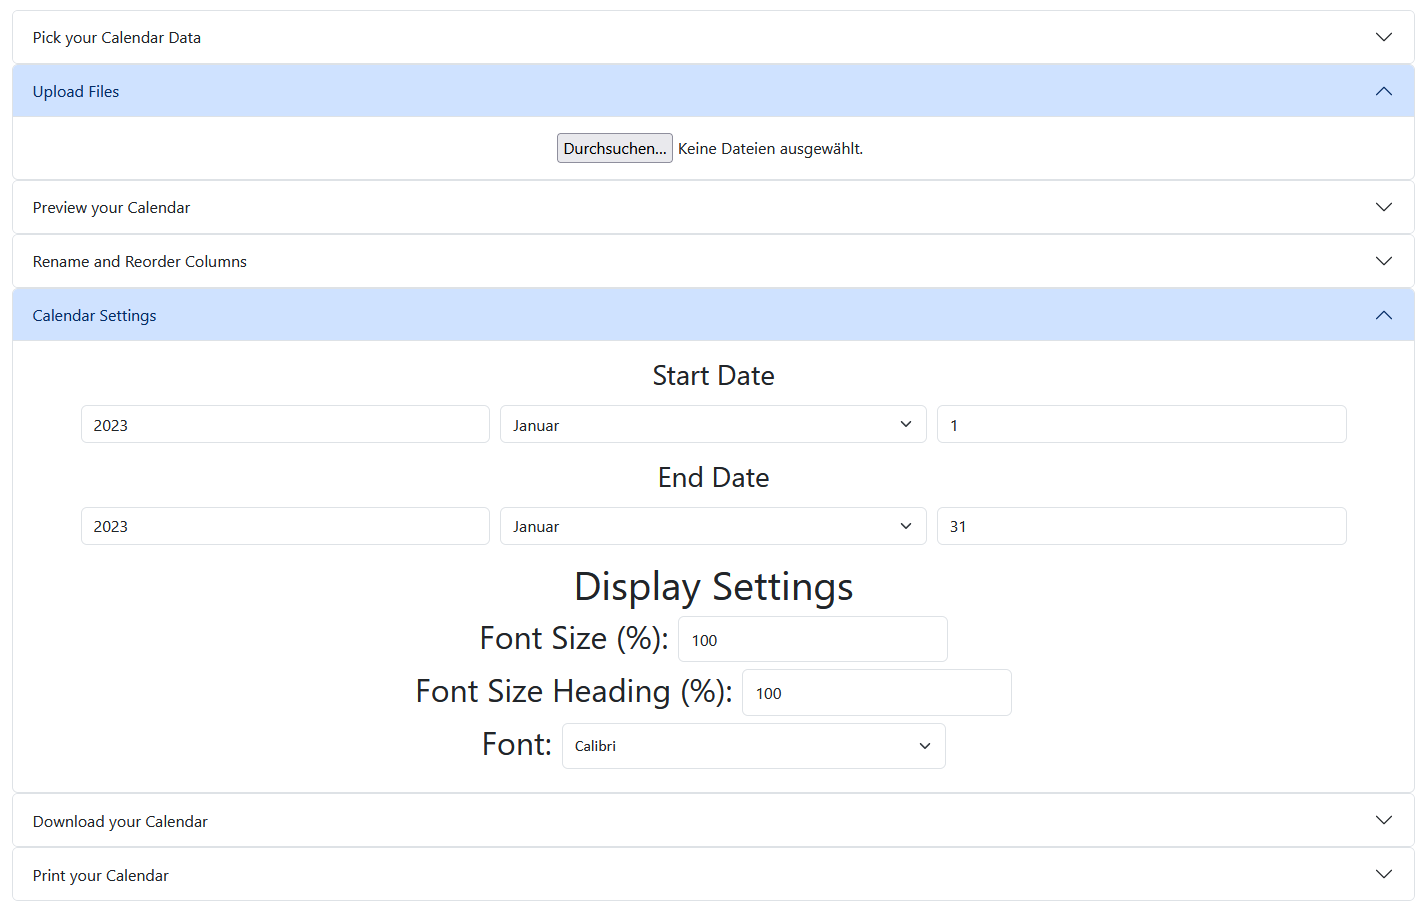 Pick your Calendar Data
Upload Files
Durchsuchen... Keine Dateien ausgewählt.
Preview your Calendar
Rename and Reorder Columns
Calendar Settings
Start Date
2023 Januar 1
End Date
2023 Januar 31
Display Settings
Font Size (%): 100
Font Size Heading (%): 100
Font: Calibri
Download your Calendar
Print your Calendar